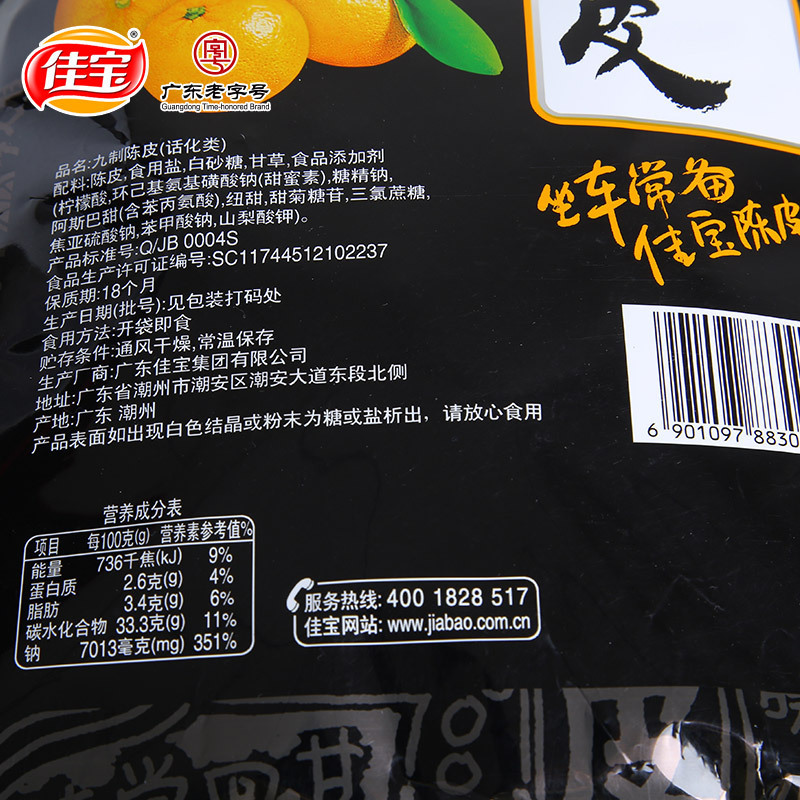 佳宝
广东老字号
Guangdong Time-honored Brand
皮
品名:九制陈皮(话化类)
配料:陈皮,食用盐,白砂糖,甘草,食品添加剂
(柠檬酸,环己基氨基磺酸钠(甜蜜素),糖精钠,
阿斯巴甜(含苯丙氨酸),纽甜,甜菊糖苷,三氯蔗糖,
焦亚硫酸钠,苯甲酸钠,山梨酸钾)。
产品标准号:Q/JB 0004S
食品生产许可证编号:SC11744512102237
保质期:18个月
生产日期(批号):见包装打码处
食用方法:开袋即食
贮存条件:通风干燥,常温保存
生产厂商:广东佳宝集团有限公司
地址:广东省潮州市潮安区潮安大道东段北侧
产地:广东 潮州
产品表面如出现白色结晶或粉末为糖或盐析出，请放心食用
坐车常备
佳宝陈皮
6 901097 8830
营养成分表
项目 每100克(g) 营养素参考值%
能量 736千焦(kJ) 9%
蛋白质 2.6克(g) 4%
脂肪 3.4克(g) 6%
碳水化合物 33.3克(g) 11%
钠 7013毫克(mg) 351%
服务热线: 400 1828 517
佳宝网站: www.jiabao.com.cn